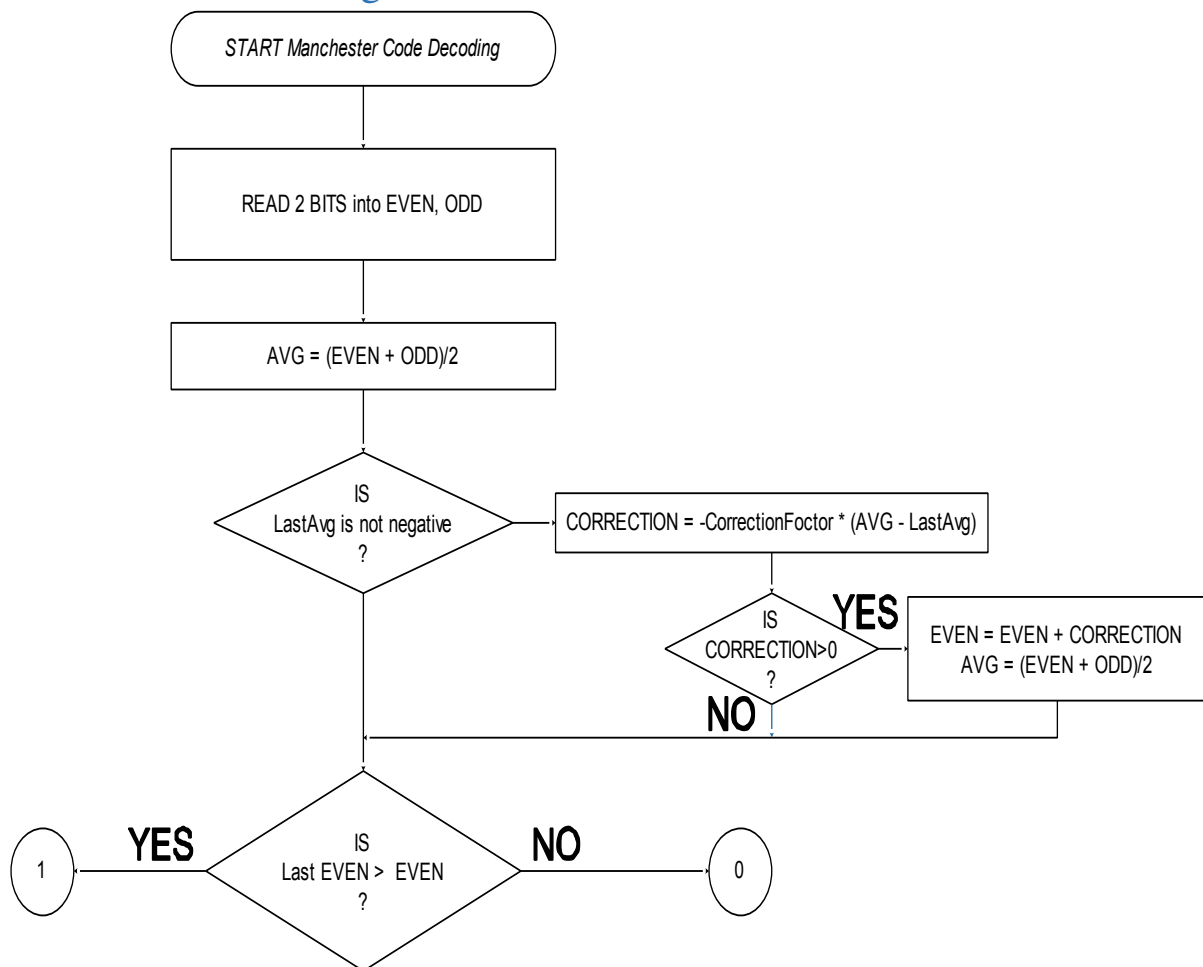 START Manchester Code Decoding
READ 2 BITS into EVEN, ODD
AVG = (EVEN + ODD)/2
IS
LastAvg is not negative
?
CORRECTION = -CorrectionFoctor * (AVG - LastAvg)
IS
CORRECTION>0
?
YES
EVEN = EVEN + CORRECTION
AVG = (EVEN + ODD)/2
NO
YES
IS
Last EVEN > EVEN
?
NO
1
0